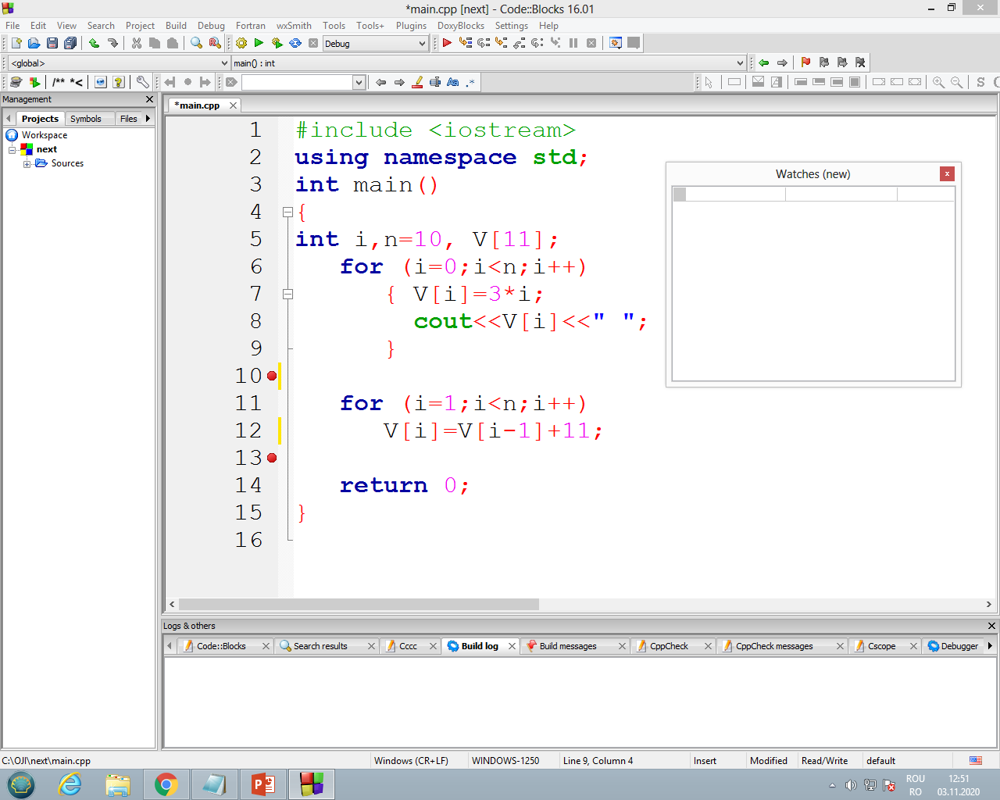 *main.cpp [next] - Code::Blocks 16.01
File Edit View Search Project Build Debug Fortran wxSmith Tools Tools+ Plugins DoxyBlocks Settings Help
Debug
<global> main() : int
/** *< Aa .* S
Management
Projects Symbols Files
Workspace
next
Sources
*main.cpp
1 #include <iostream>
2 using namespace std;
3 int main()
4 {
5 int i,n=10, V[11];
6 for (i=0;i<n;i++)
7 { V[i]=3*i;
8 cout<<V[i]<<" ";
9 }
10
11 for (i=1;i<n;i++)
12 V[i]=V[i-1]+11;
13
14 return 0;
15 }
16
Watches (new)
Logs & others
Code::Blocks Search results Cccc Build log Build messages CppCheck CppCheck messages Cscope Debugger
C:\OJI\next\main.cpp Windows (CR+LF) WINDOWS-1250 Line 9, Column 4 Insert Modified Read/Write default
ROU 12:51
RO 03.11.2020